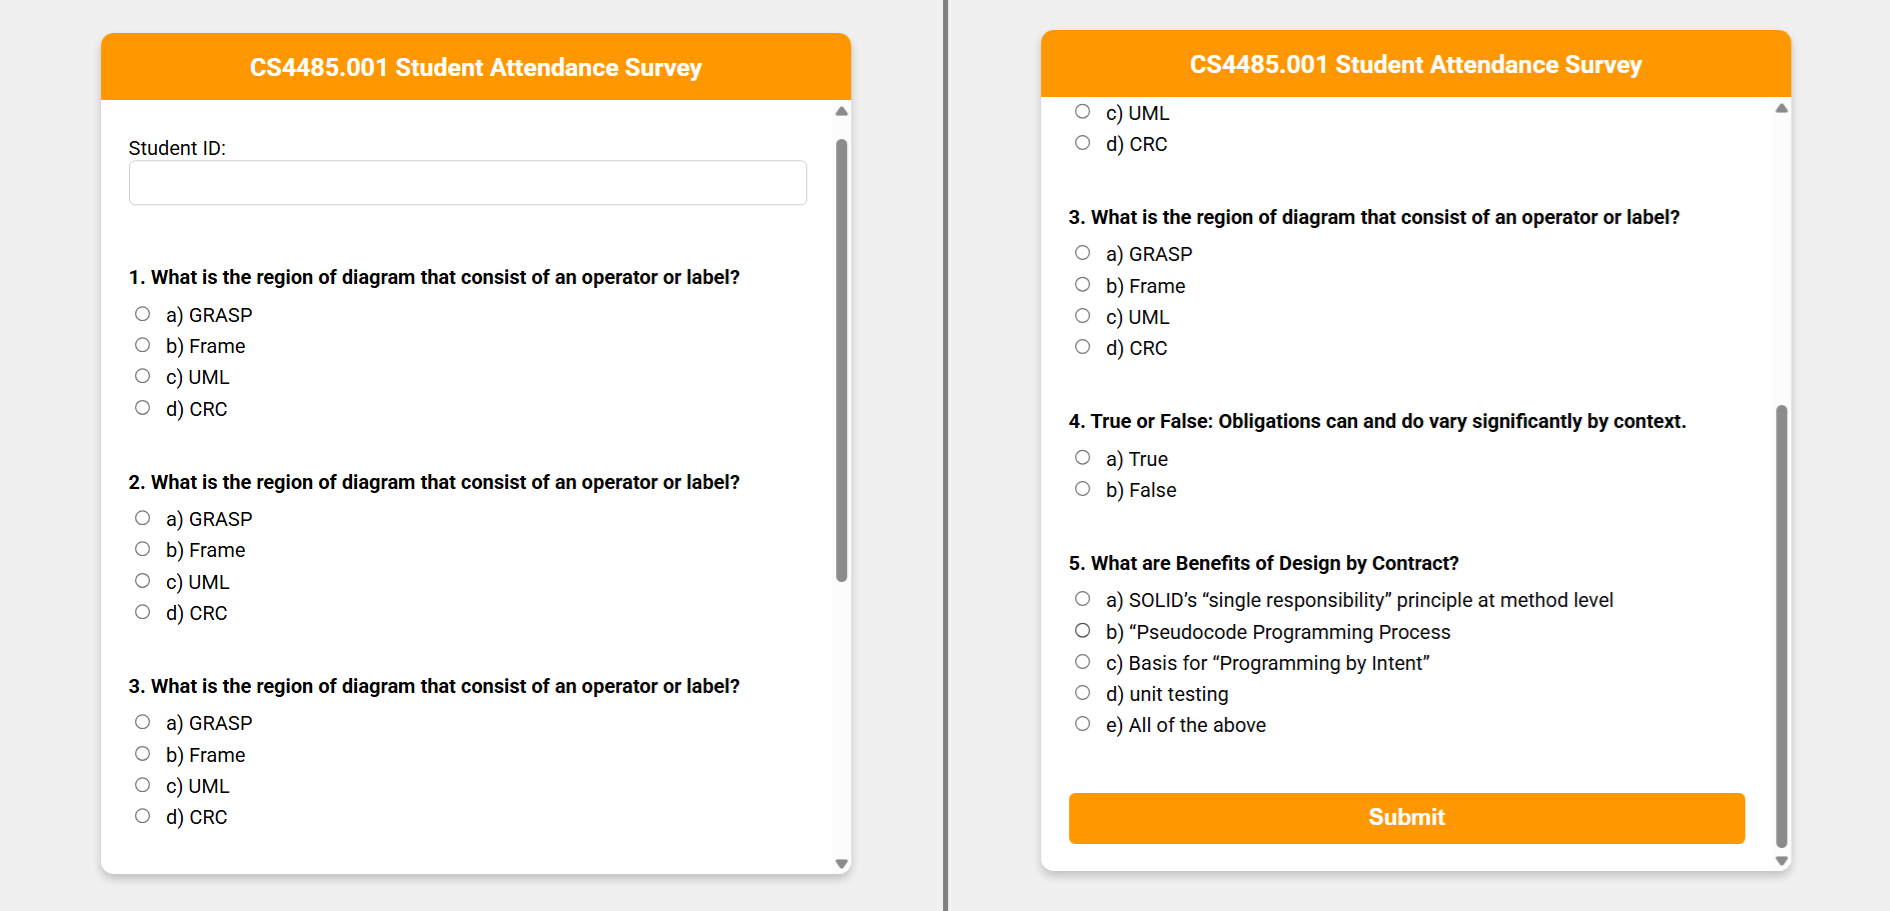 CS4485.001 Student Attendance Survey
Student ID:
1. What is the region of diagram that consist of an operator or label?
a) GRASP
b) Frame
c) UML
d) CRC
2. What is the region of diagram that consist of an operator or label?
a) GRASP
b) Frame
c) UML
d) CRC
3. What is the region of diagram that consist of an operator or label?
a) GRASP
b) Frame
c) UML
d) CRC
CS4485.001 Student Attendance Survey
c) UML
d) CRC
3. What is the region of diagram that consist of an operator or label?
a) GRASP
b) Frame
c) UML
d) CRC
4. True or False: Obligations can and do vary significantly by context.
a) True
b) False
5. What are Benefits of Design by Contract?
a) SOLID’s “single responsibility” principle at method level
b) “Pseudocode Programming Process
c) Basis for “Programming by Intent”
d) unit testing
e) All of the above
Submit